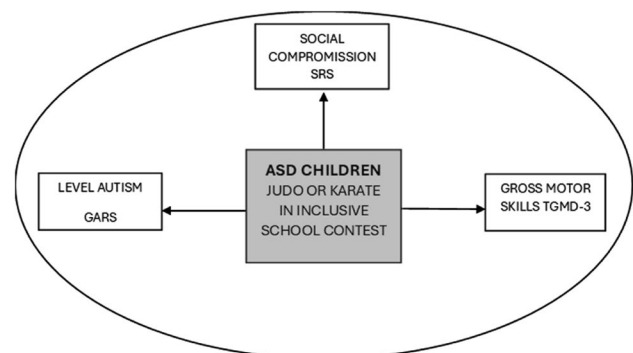 SOCIAL
COMPROMISSION
SRS
ASD CHILDREN
JUDO OR KARATE
IN INCLUSIVE
SCHOOL CONTEST
LEVEL AUTISM
GARS
GROSS MOTOR
SKILLS TGMD-3